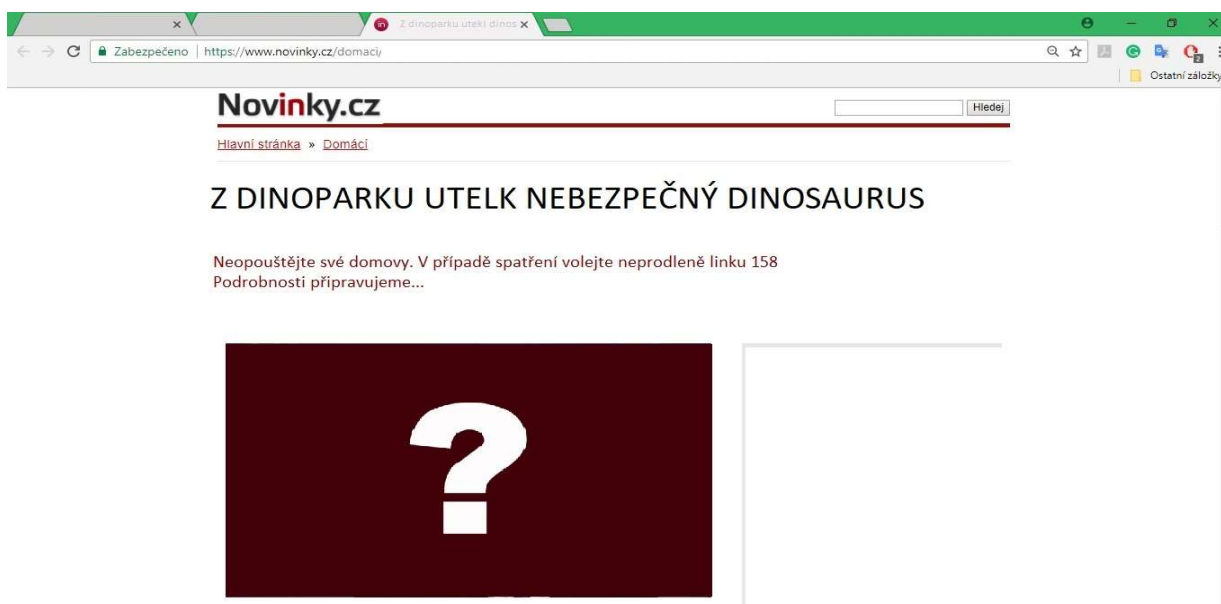 Z dinoparku utekl dinos
Zabezpečeno | https://www.novinky.cz/domaci/
2
Ostatní záložky
Novinky.cz
Hledej
Hlavní stránka » Domácí
Z DINOPARKU UTELK NEBEZPEČNÝ DINOSAURUS
Neopouštějte své domovy. V případě spatření volejte neprodleně linku 158
Podrobnosti připravujeme...
?